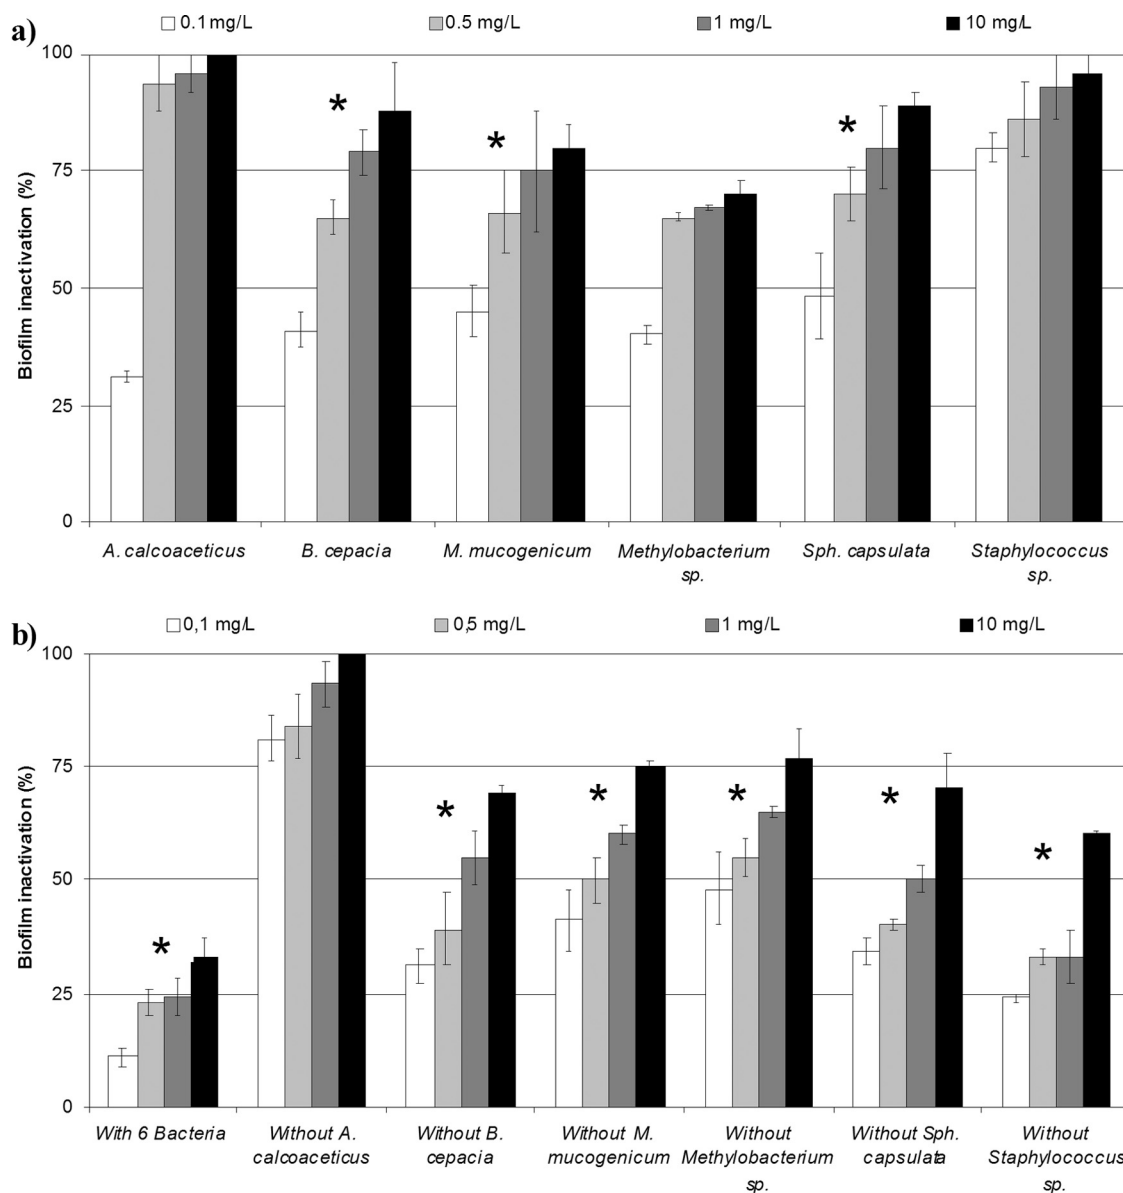 a)
0.1 mg/L 0.5 mg/L 1 mg/L 10 mg/L
Biofilm inactivation (%)
100
75
50
25
0
*
*
*
A. calcoaceticus B. cepacia M. mucogenicum Methylobacterium Sph. capsulata Staphylococcus
sp. sp.
b)
0,1 mg/L 0,5 mg/L 1 mg/L 10 mg/L
Biofilm inactivation (%)
100
75
50
25
0
*
*
*
*
*
*
With 6 Bacteria Without A. Without B. Without M. Without Without Sph. Without
calcoaceticus cepacia mucogenicum Methylobacterium capsulata Staphylococcus
sp. sp.